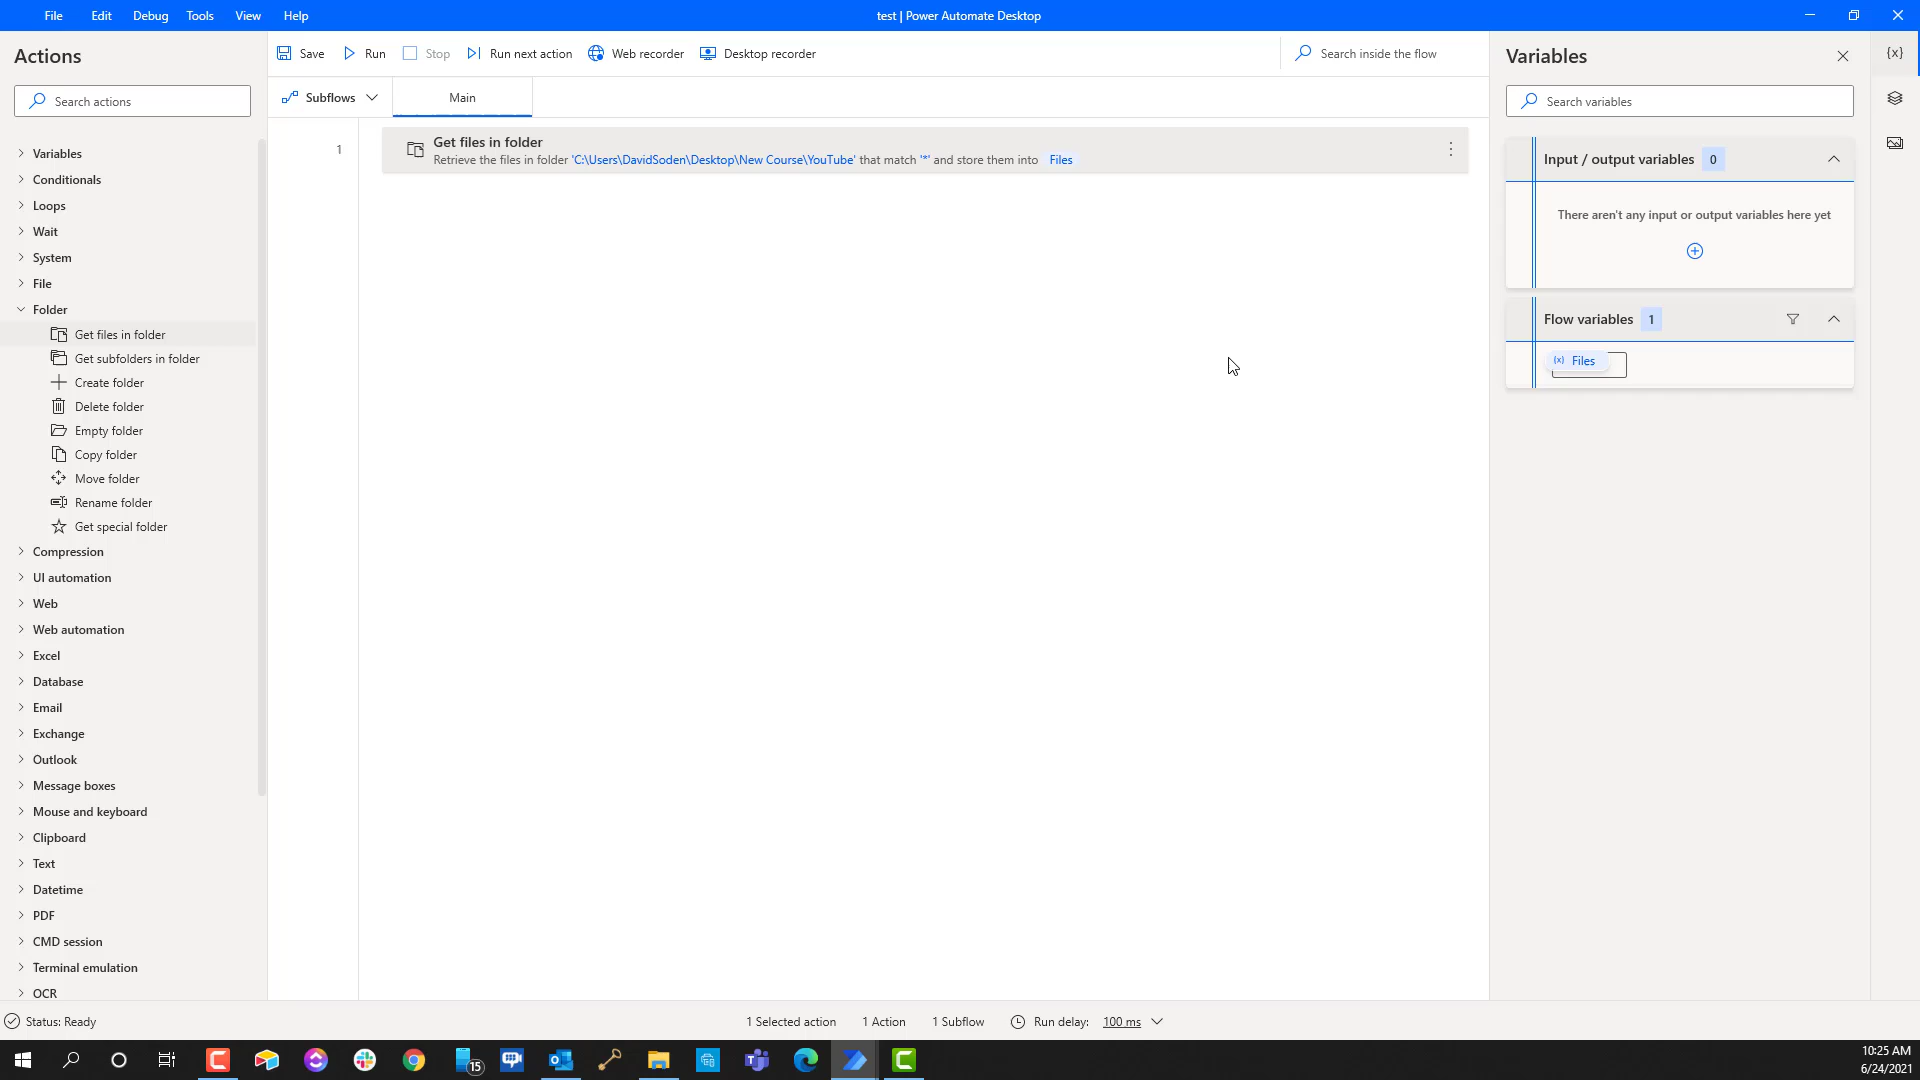 File Edit Debug Tools View Help
test | Power Automate Desktop
Actions
Search actions
Variables
Conditionals
Loops
Wait
System
File
Folder
Get files in folder
Get subfolders in folder
Create folder
Delete folder
Empty folder
Copy folder
Move folder
Rename folder
Get special folder
Compression
UI automation
Web
Web automation
Excel
Database
Email
Exchange
Outlook
Message boxes
Mouse and keyboard
Clipboard
Text
Datetime
PDF
CMD session
Terminal emulation
OCR
Save Run Stop Run next action Web recorder Desktop recorder
Search inside the flow
Subflows
Main
1
Get files in folder
Retrieve the files in folder 'C:\Users\DavidSoden\Desktop\New Course\YouTube' that match '*' and store them into Files
Variables
{x}
Search variables
Input / output variables 0
There aren't any input or output variables here yet
Flow variables 1
{x} Files
Status: Ready
1 Selected action 1 Action 1 Subflow Run delay: 100 ms
15
10:25 AM
6/24/2021